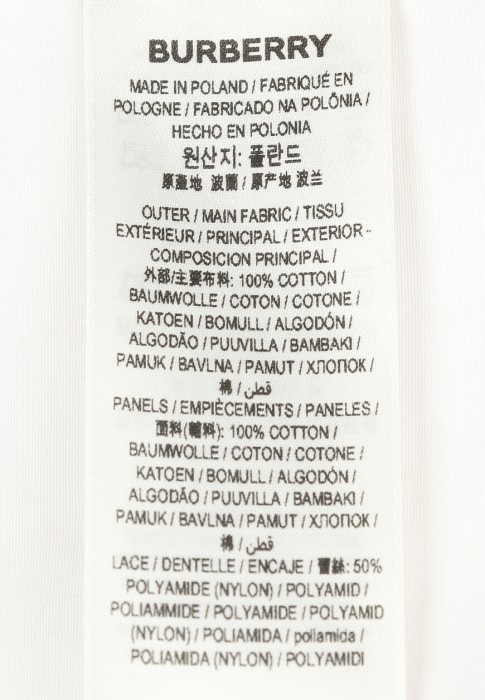 BURBERRY
MADE IN POLAND / FABRIQUÉ EN
POLOGNE / FABRICADO NA POLÔNIA /
HECHO EN POLONIA
원산지: 폴란드
原產地 波蘭 / 原产地 波兰
OUTER / MAIN FABRIC / TISSU
EXTÉRIEUR / PRINCIPAL / EXTERIOR -
COMPOSICION PRINCIPAL /
外部/主要布料: 100% COTTON /
BAUMWOLLE / COTON / COTONE /
KATOEN / BOMULL / ALGODÓN /
ALGODÃO / PUUVILLA / BAMBAKI /
PAMUK / BAVLNA / PAMUT / ХЛОПОК /
棉 / قطن
PANELS / EMPIÈCEMENTS / PANELES /
面料(輔料): 100% COTTON /
BAUMWOLLE / COTON / COTONE /
KATOEN / BOMULL / ALGODÓN /
ALGODÃO / PUUVILLA / BAMBAKI /
PAMUK / BAVLNA / PAMUT / ХЛОПОК /
棉 / قطن
LACE / DENTELLE / ENCAJE / 蕾絲: 50%
POLYAMIDE (NYLON) / POLYAMID /
POLIAMMIDE / POLYAMIDE / POLYAMID
(NYLON) / POLIAMIDA / poliamida /
POLIAMIDA (NYLON) / POLYAMIDI